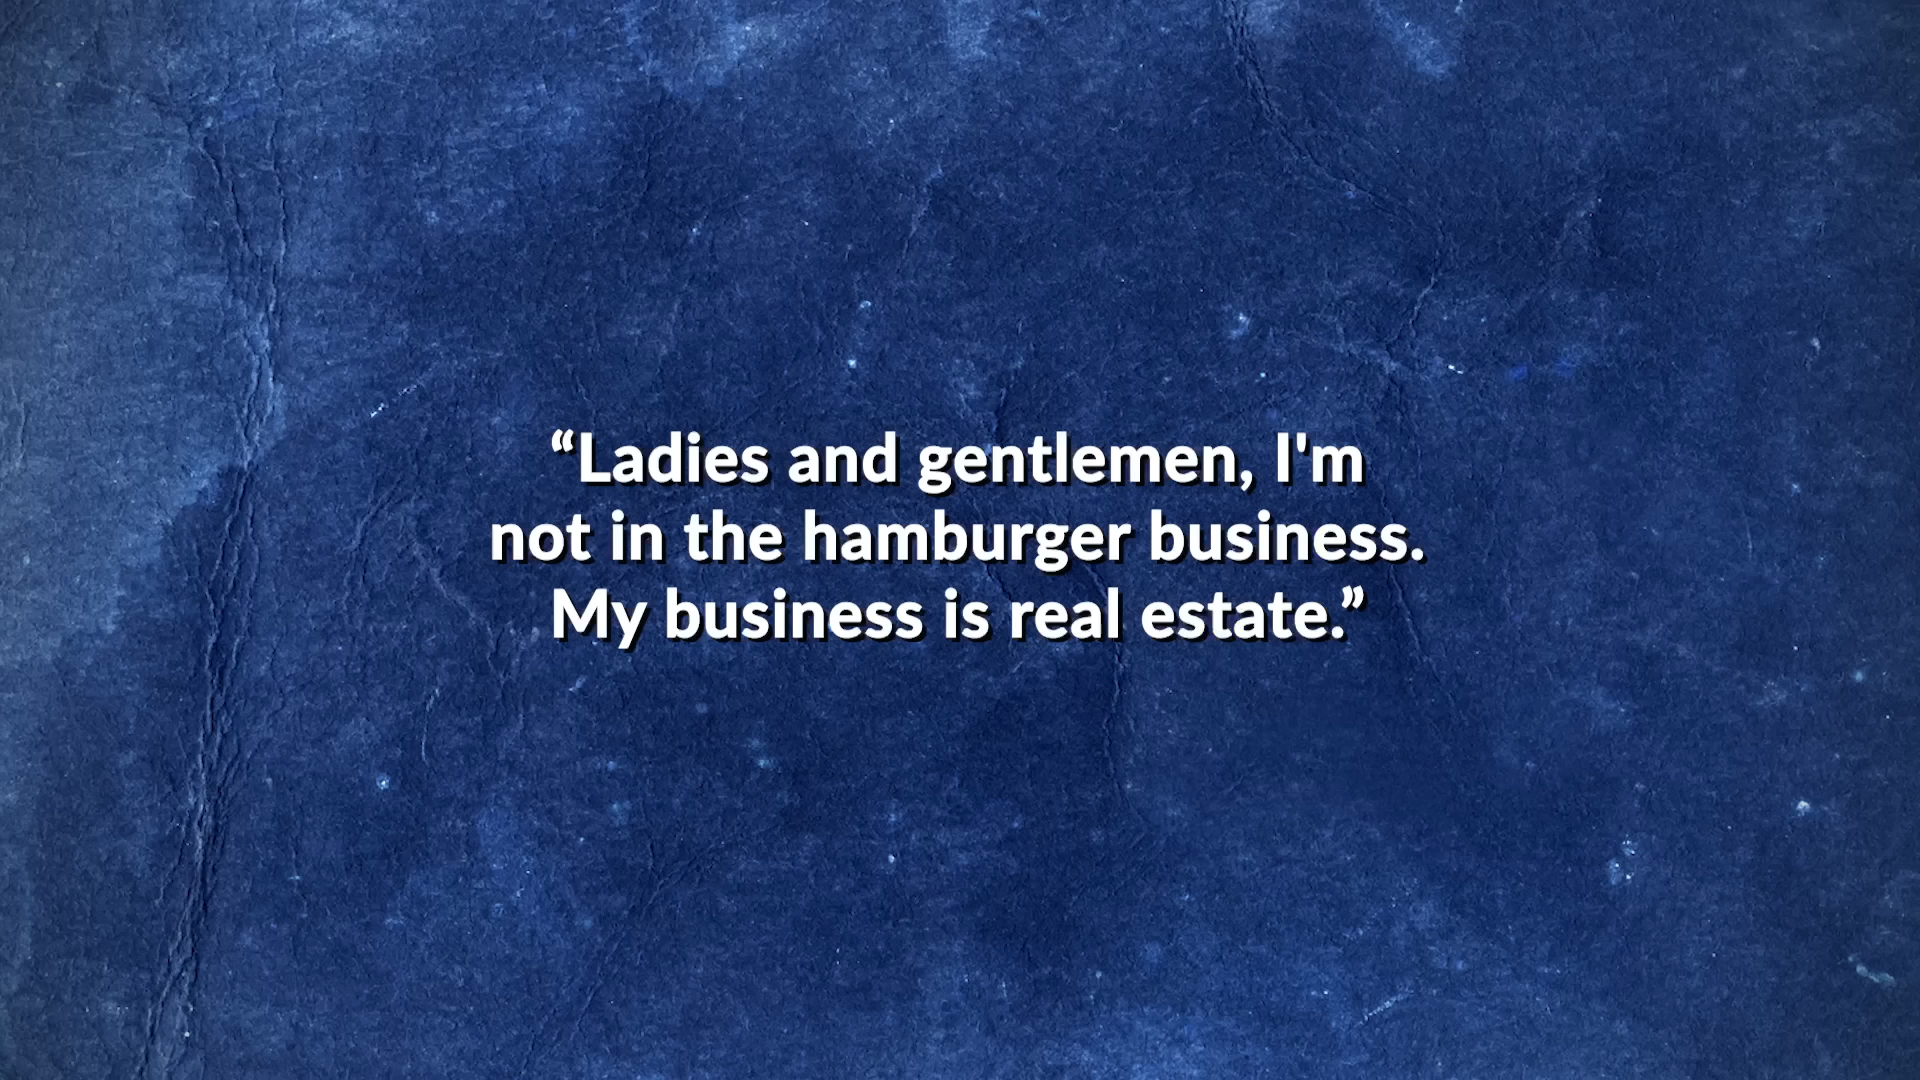 “Ladies and gentlemen, I'm
not in the hamburger business.
My business is real estate.”